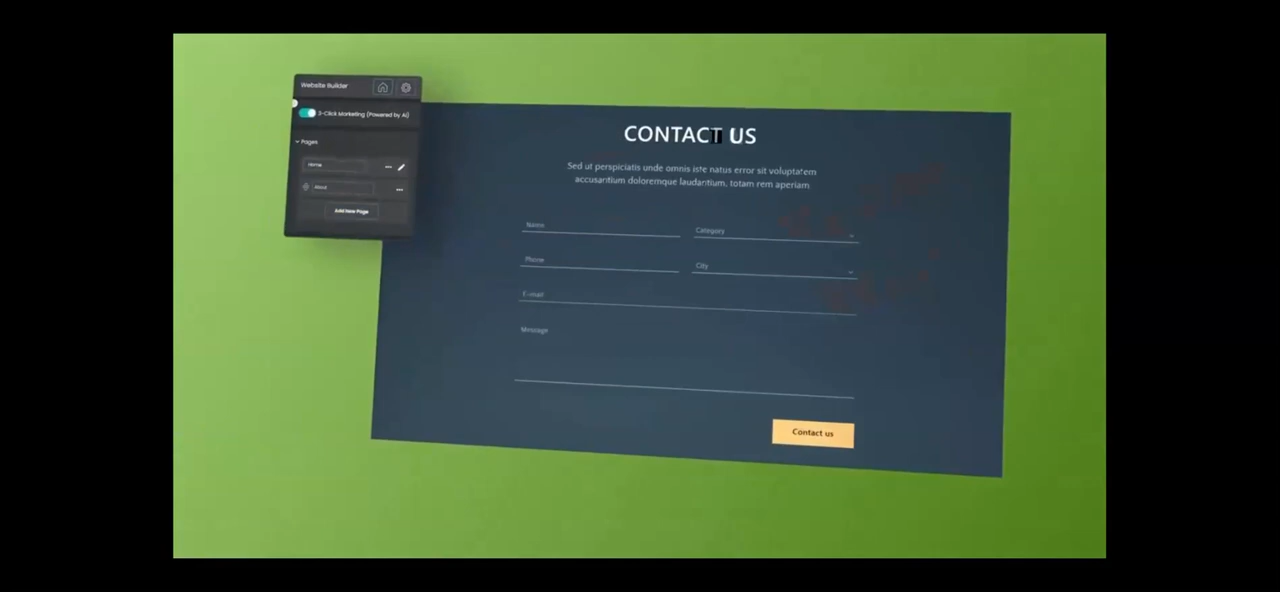 Website Builder
3-Click Marketing (Powered by AI)
Pages
Home
About
Add New Page
CONTACT US
Sed ut perspiciatis unde omnis iste natus error sit voluptatem
accusantium doloremque laudantium, totam rem aperiam
Name
Category
Phone
City
E-mail
Message
Contact us